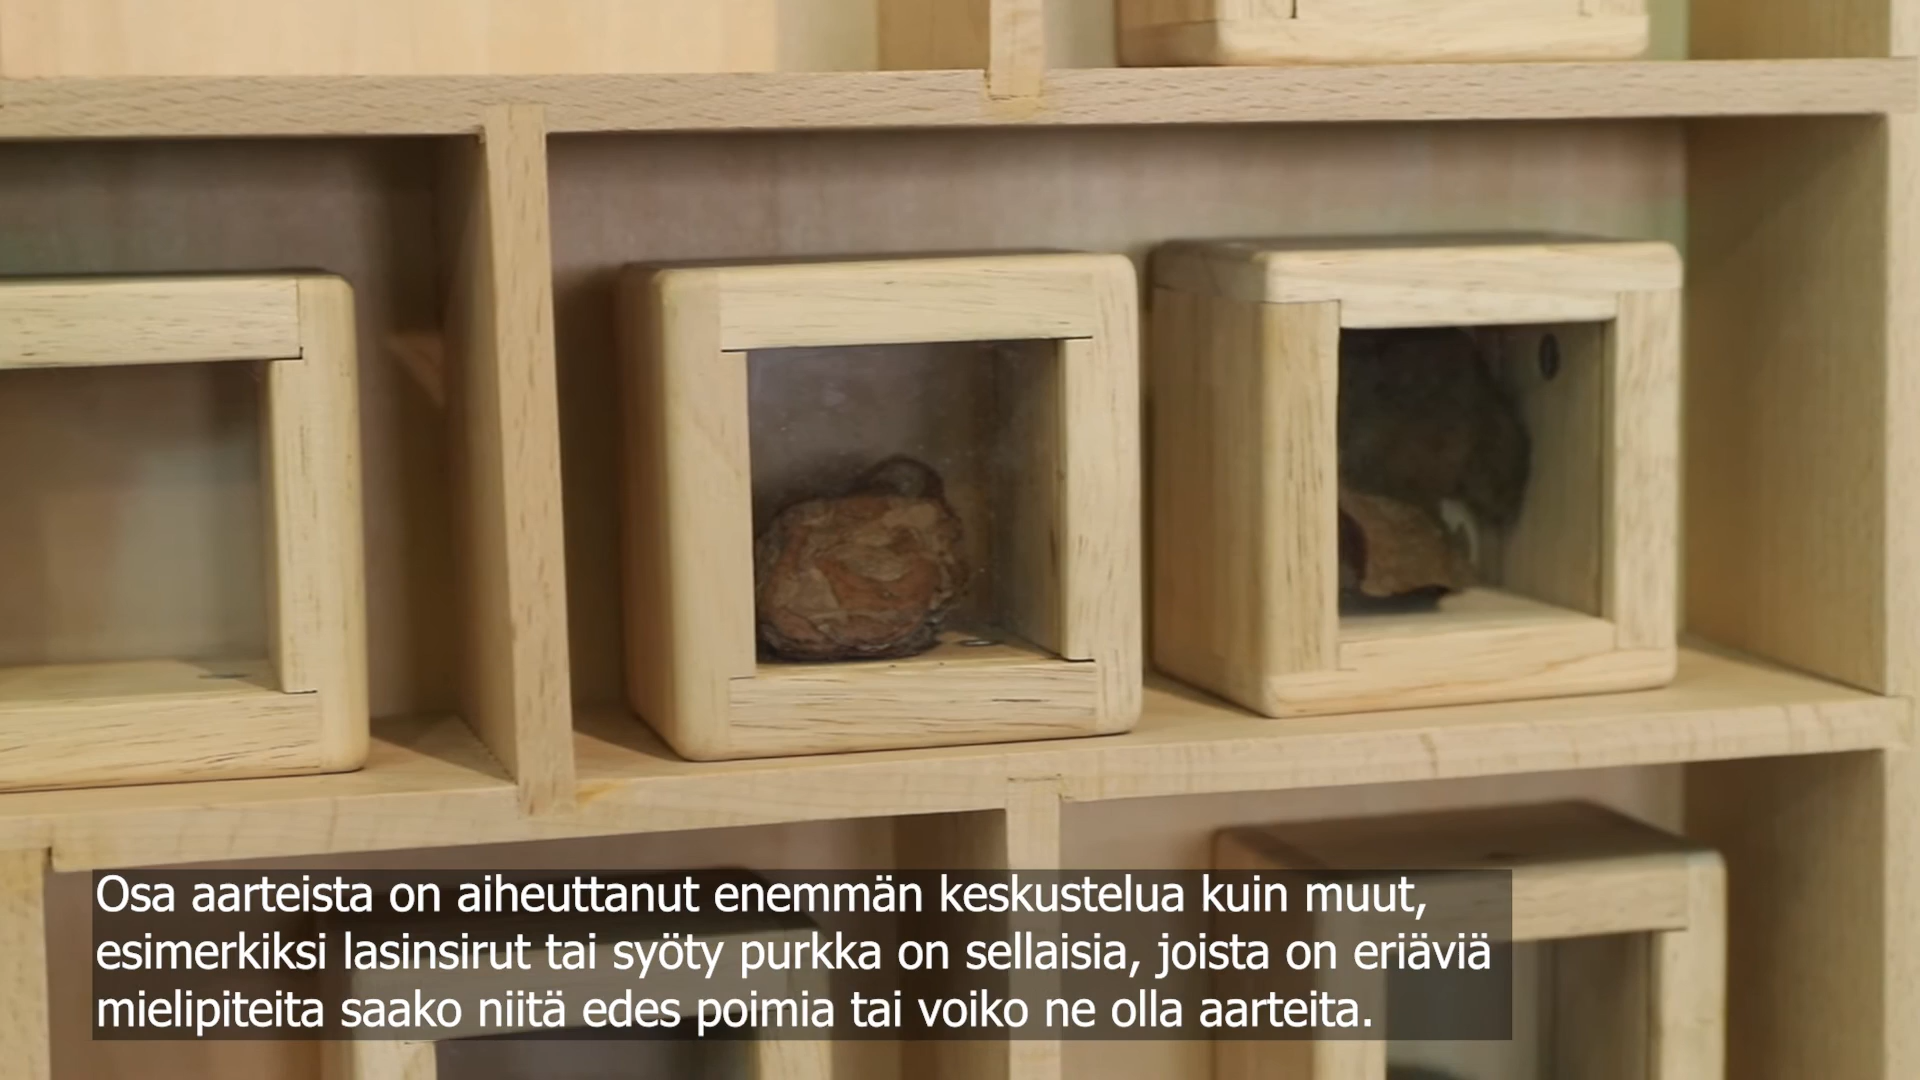 Osa aarteista on aiheuttanut enemmän keskustelua kuin muut,
esimerkiksi lasinsirut tai syöty purkka on sellaisia, joista on eriäviä
mielipiteita saako niitä edes poimia tai voiko ne olla aarteita.